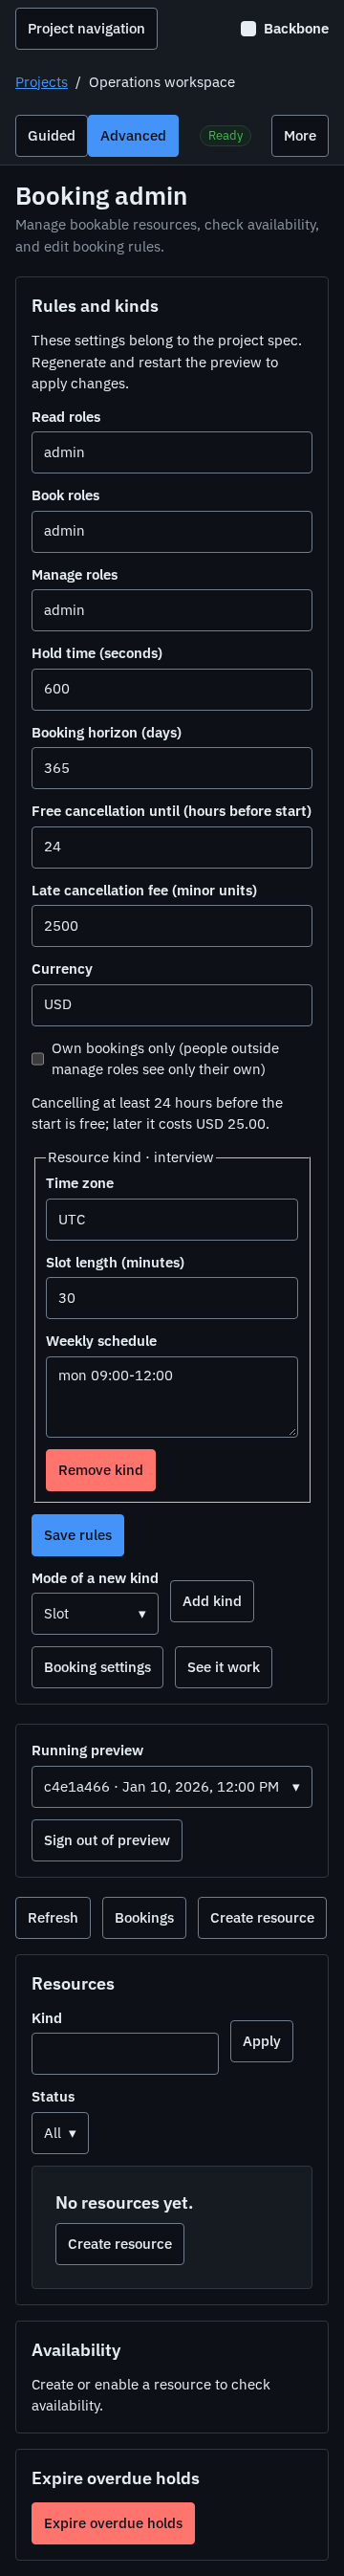 Project navigation
Backbone
Projects / Operations workspace
Guided
Advanced
Ready
More
Booking admin
Manage bookable resources, check availability,
and edit booking rules.
Rules and kinds
These settings belong to the project spec.
Regenerate and restart the preview to
apply changes.
Read roles
admin
Book roles
admin
Manage roles
admin
Hold time (seconds)
600
Booking horizon (days)
365
Free cancellation until (hours before start)
24
Late cancellation fee (minor units)
2500
Currency
USD
Own bookings only (people outside
manage roles see only their own)
Cancelling at least 24 hours before the
start is free; later it costs USD 25.00.
Resource kind · interview
Time zone
UTC
Slot length (minutes)
30
Weekly schedule
mon 09:00-12:00
Remove kind
Save rules
Mode of a new kind
Slot
Add kind
Booking settings
See it work
Running preview
c4e1a466 · Jan 10, 2026, 12:00 PM
Sign out of preview
Refresh
Bookings
Create resource
Resources
Kind
Apply
Status
All
No resources yet.
Create resource
Availability
Create or enable a resource to check
availability.
Expire overdue holds
Expire overdue holds